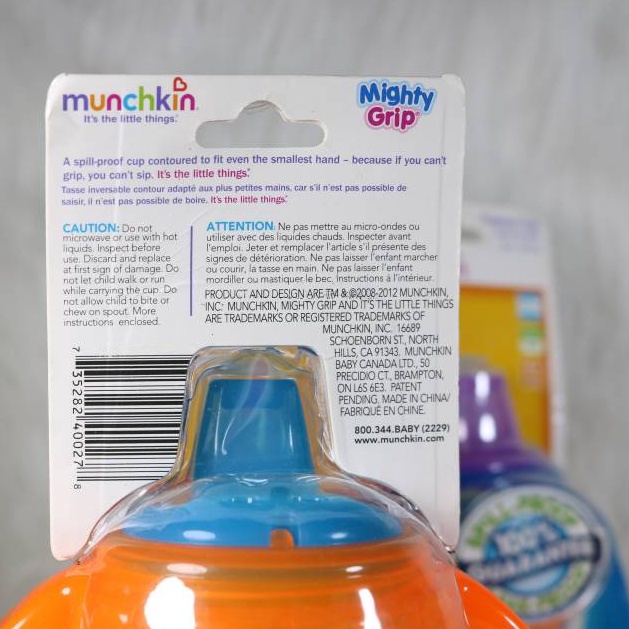 munchkin
It's the little things.
Mighty
Grip
A spill-proof cup contoured to fit even the smallest hand – because if you can't
grip, you can't sip. It's the little things.
Tasse inversable contour adapté aux plus petites mains, car s'il n'est pas possible de
saisir, il n'est pas possible de boire. It's the little things.
CAUTION: Do not
microwave or use with hot
liquids. Inspect before
use. Discard and replace
at first sign of damage. Do
not let child walk or run
while carrying the cup. Do
not allow child to bite or
chew on spout. More
instructions enclosed.
ATTENTION: Ne pas mettre au micro-ondes ou
utiliser avec des liquides chauds. Inspecter avant
l'emploi. Jeter et remplacer l'article s'il présente des
signes de détérioration. Ne pas laisser l'enfant marcher
ou courir, la tasse en main. Ne pas laisser l'enfant
mordiller ou mastiquer le bec. Instructions à l'intérieur.
PRODUCT AND DESIGN ARE TM & ©2008-2012 MUNCHKIN,
INC. MUNCHKIN, MIGHTY GRIP AND IT'S THE LITTLE THINGS
ARE TRADEMARKS OR REGISTERED TRADEMARKS OF
MUNCHKIN, INC. 16689
SCHOENBORN ST., NORTH
HILLS, CA 91343. MUNCHKIN
BABY CANADA LTD., 50
PRECIDIO CT., BRAMPTON,
ON L6S 6E3. PATENT
PENDING. MADE IN CHINA/
FABRIQUÉ EN CHINE.
800.344.BABY (2229)
www.munchkin.com
7 35282 40027 8
SPILL-PROOF
100%
GUARANTEE